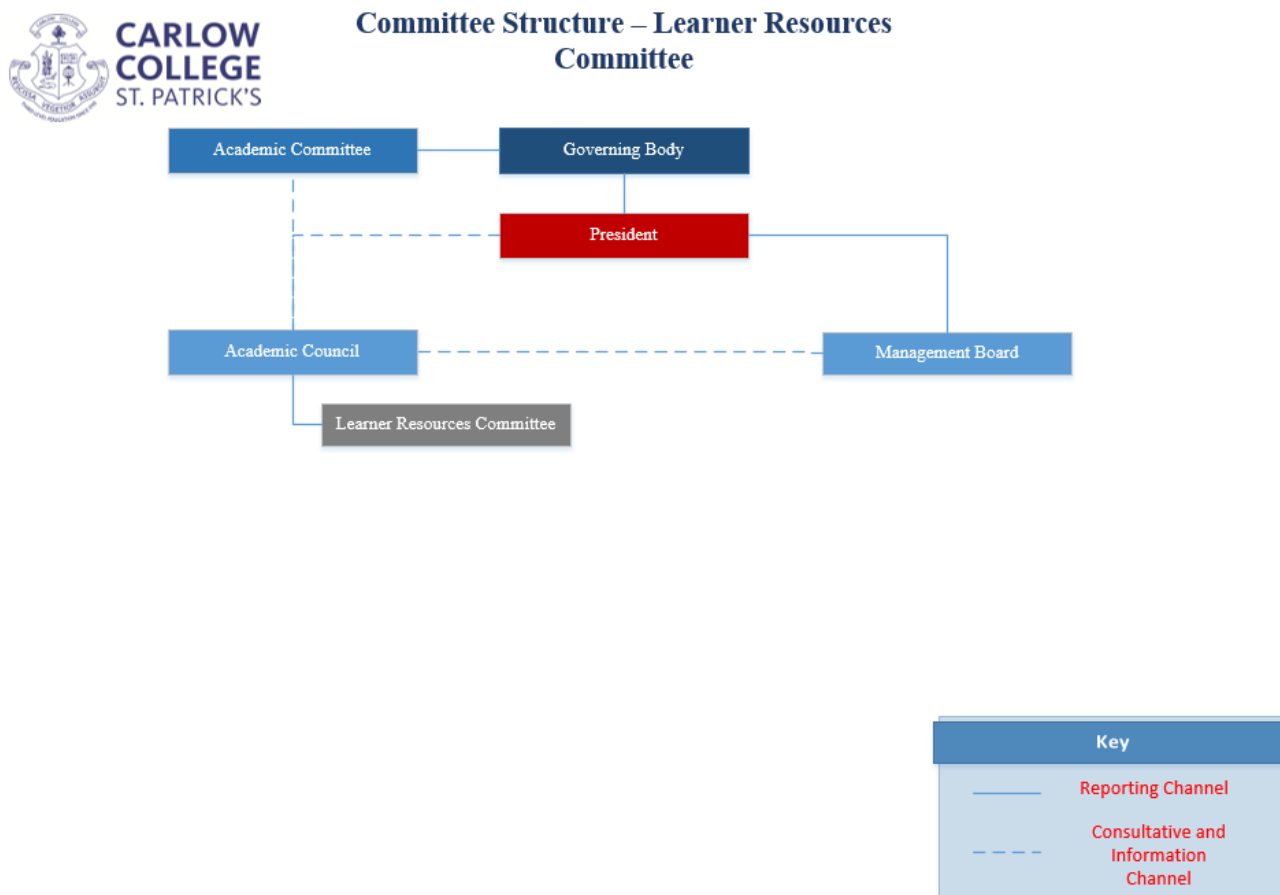 Committee Structure – Learner Resources
Committee
CARLOW
COLLEGE
ST. PATRICK'S
Academic Committee
Governing Body
President
Academic Council
Management Board
Learner Resources Committee
Key
Reporting Channel
Consultative and
Information
Channel